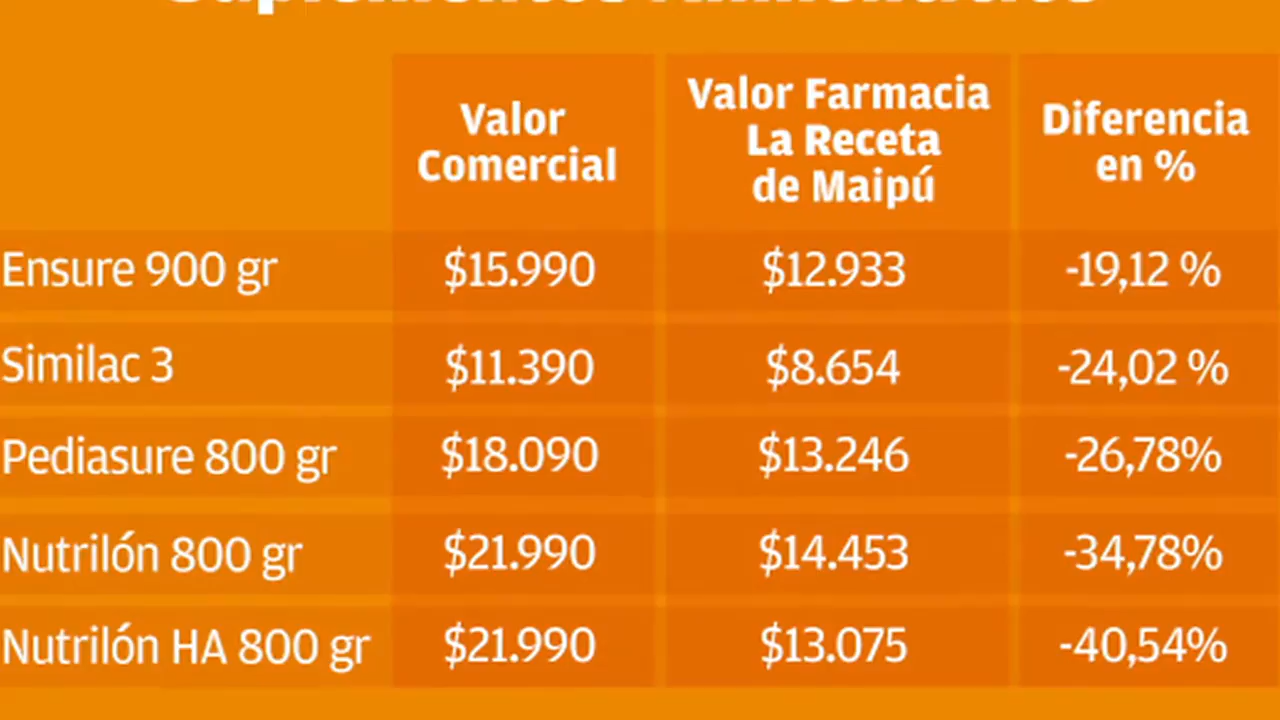 Suplementos Alimentarios
Valor
Comercial
Valor Farmacia
La Receta
de Maipú
Diferencia
en %
Ensure 900 gr $15.990 $12.933 -19,12 %
Similac 3 $11.390 $8.654 -24,02 %
Pediasure 800 gr $18.090 $13.246 -26,78%
Nutrilón 800 gr $21.990 $14.453 -34,78%
Nutrilón HA 800 gr $21.990 $13.075 -40,54%